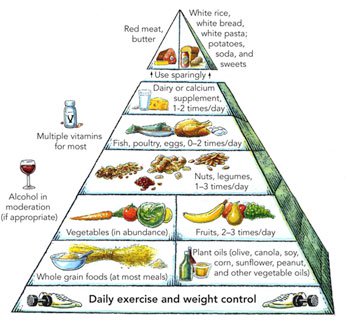 Red meat,
butter
White rice,
white bread,
white pasta;
potatoes,
soda, and
sweets
Use sparingly
Dairy or calcium
supplement,
1-2 times/day
V
Multiple vitamins
for most
Fish, poultry, eggs, 0–2 times/day
Nuts, legumes,
1–3 times/day
Alcohol in
moderation
(if appropriate)
Vegetables (in abundance)
Fruits, 2–3 times/day
Whole grain foods (at most meals)
Plant oils (olive, canola, soy,
corn, sunflower, peanut,
and other vegetable oils)
Daily exercise and weight control